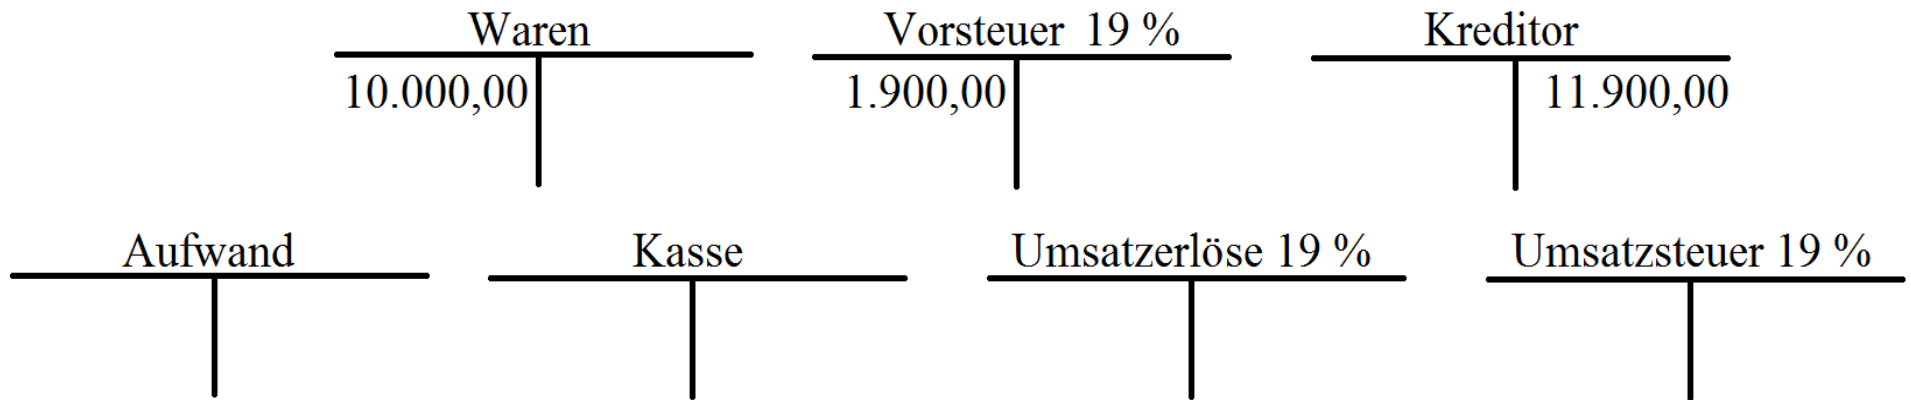 Waren Vorsteuer 19 % Kreditor
10.000,00 1.900,00 11.900,00
Aufwand Kasse Umsatzerlöse 19 % Umsatzsteuer 19 %